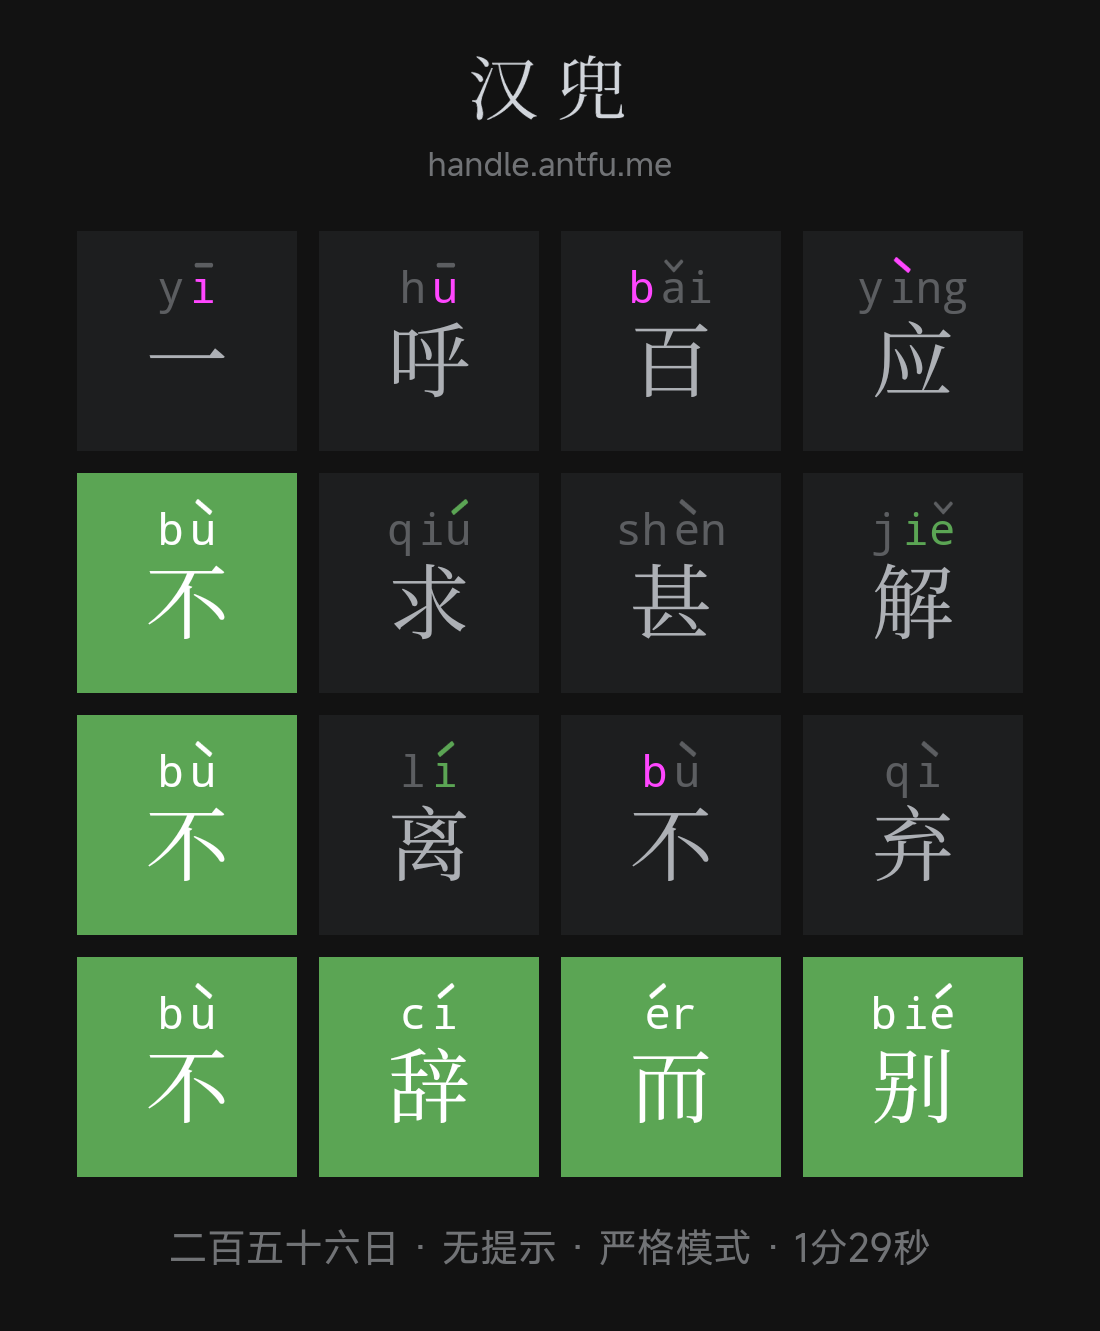 汉兜
handle.antfu.me
yī hū bǎi yìng
一 呼 百 应
bù qiú shèn jiě
不 求 甚 解
bù lí bù qì
不 离 不 弃
bù cí ér bié
不 辞 而 别
二百五十六日 · 无提示 · 严格模式 · 1分29秒